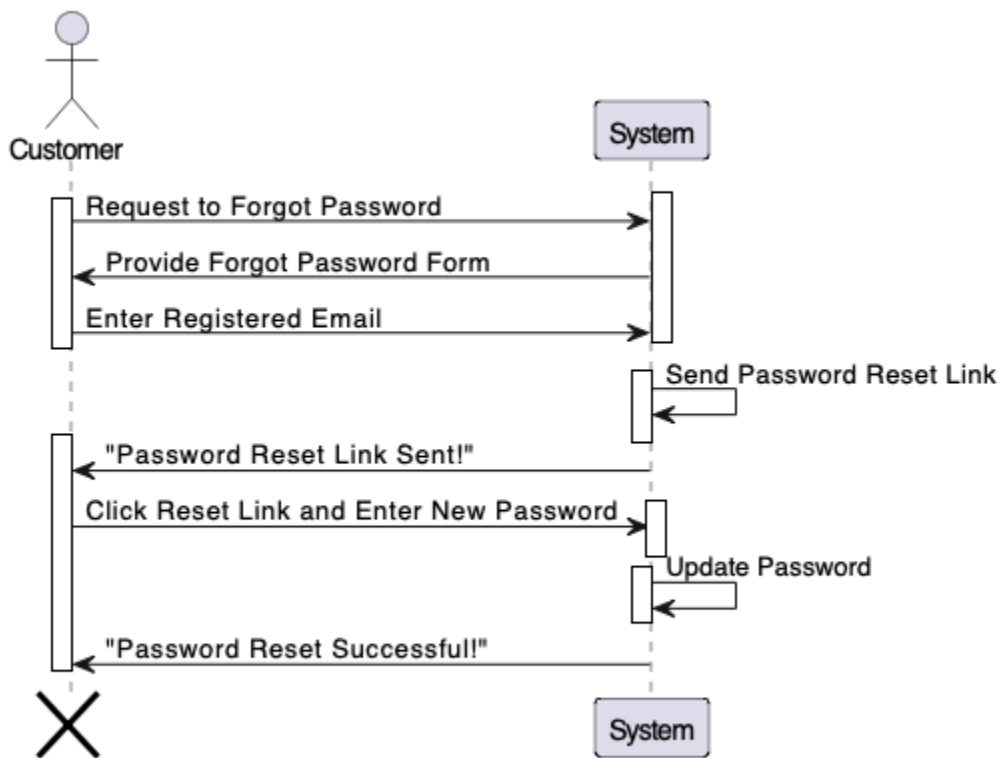 Customer
System
Request to Forgot Password
Provide Forgot Password Form
Enter Registered Email
Send Password Reset Link
"Password Reset Link Sent!"
Click Reset Link and Enter New Password
Update Password
"Password Reset Successful!"
System